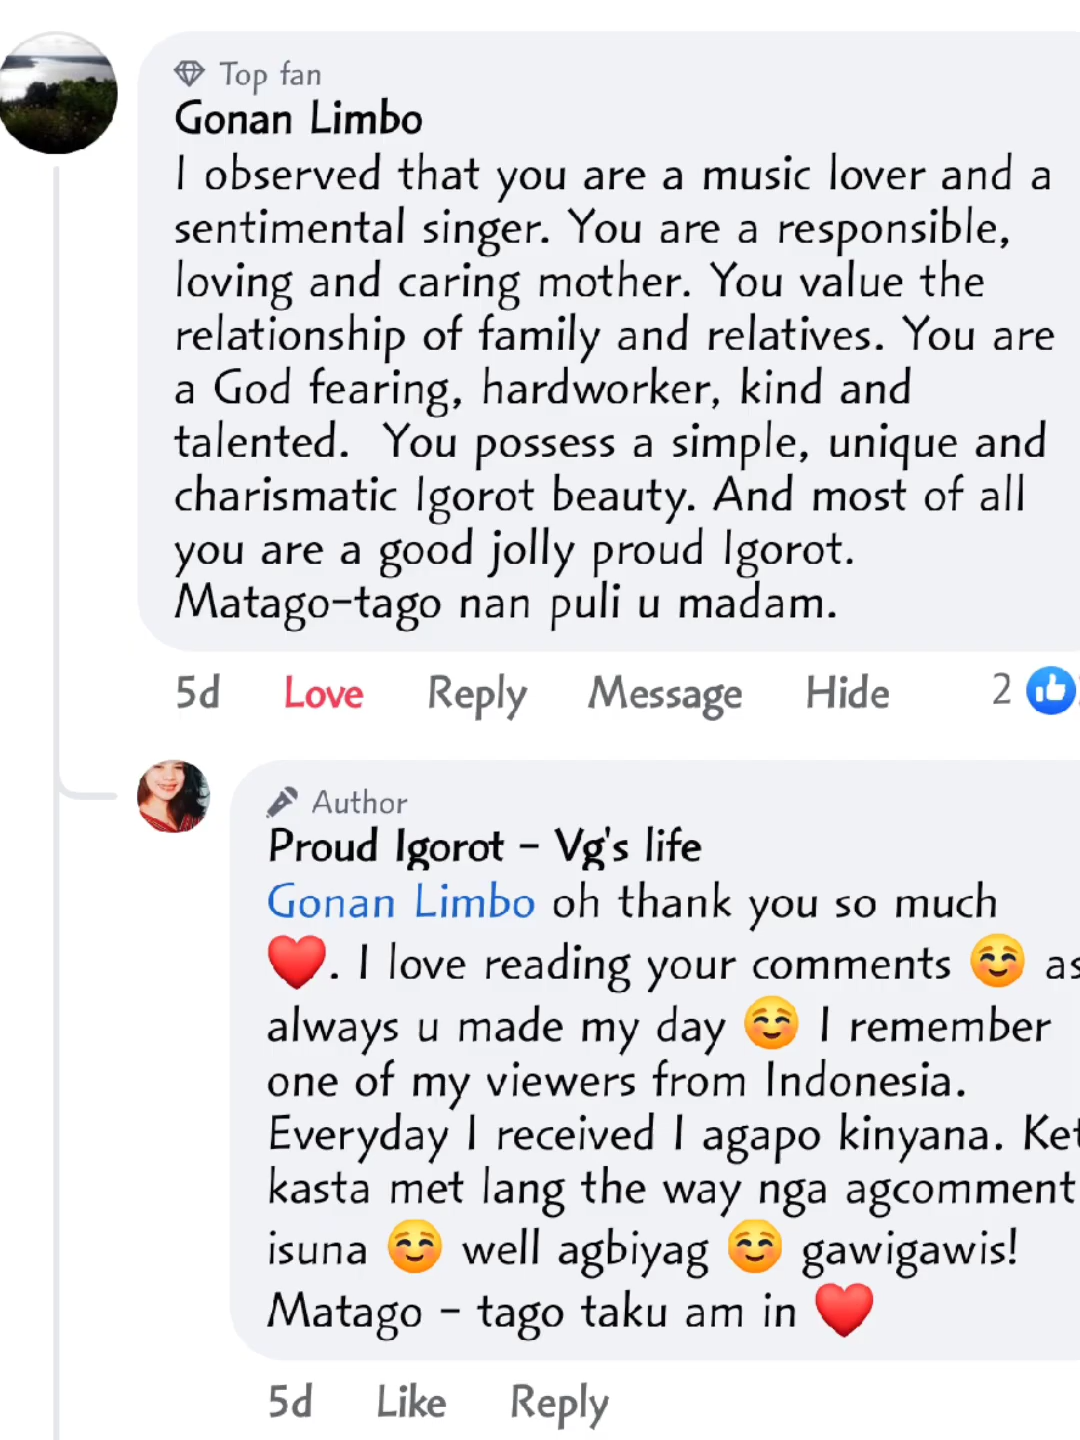 Top fan
Gonan Limbo
I observed that you are a music lover and a
sentimental singer. You are a responsible,
loving and caring mother. You value the
relationship of family and relatives. You are
a God fearing, hardworker, kind and
talented. You possess a simple, unique and
charismatic Igorot beauty. And most of all
you are a good jolly proud Igorot.
Matago-tago nan puli u madam.
5d Love Reply Message Hide 2
Author
Proud Igorot - Vg's life
Gonan Limbo oh thank you so much
❤️. I love reading your comments ☺️ as
always u made my day ☺️ I remember
one of my viewers from Indonesia.
Everyday I received I agapo kinyana. Ket
kasta met lang the way nga agcomment
isuna ☺️ well agbiyag ☺️ gawigawis!
Matago - tago taku am in ❤️
5d Like Reply